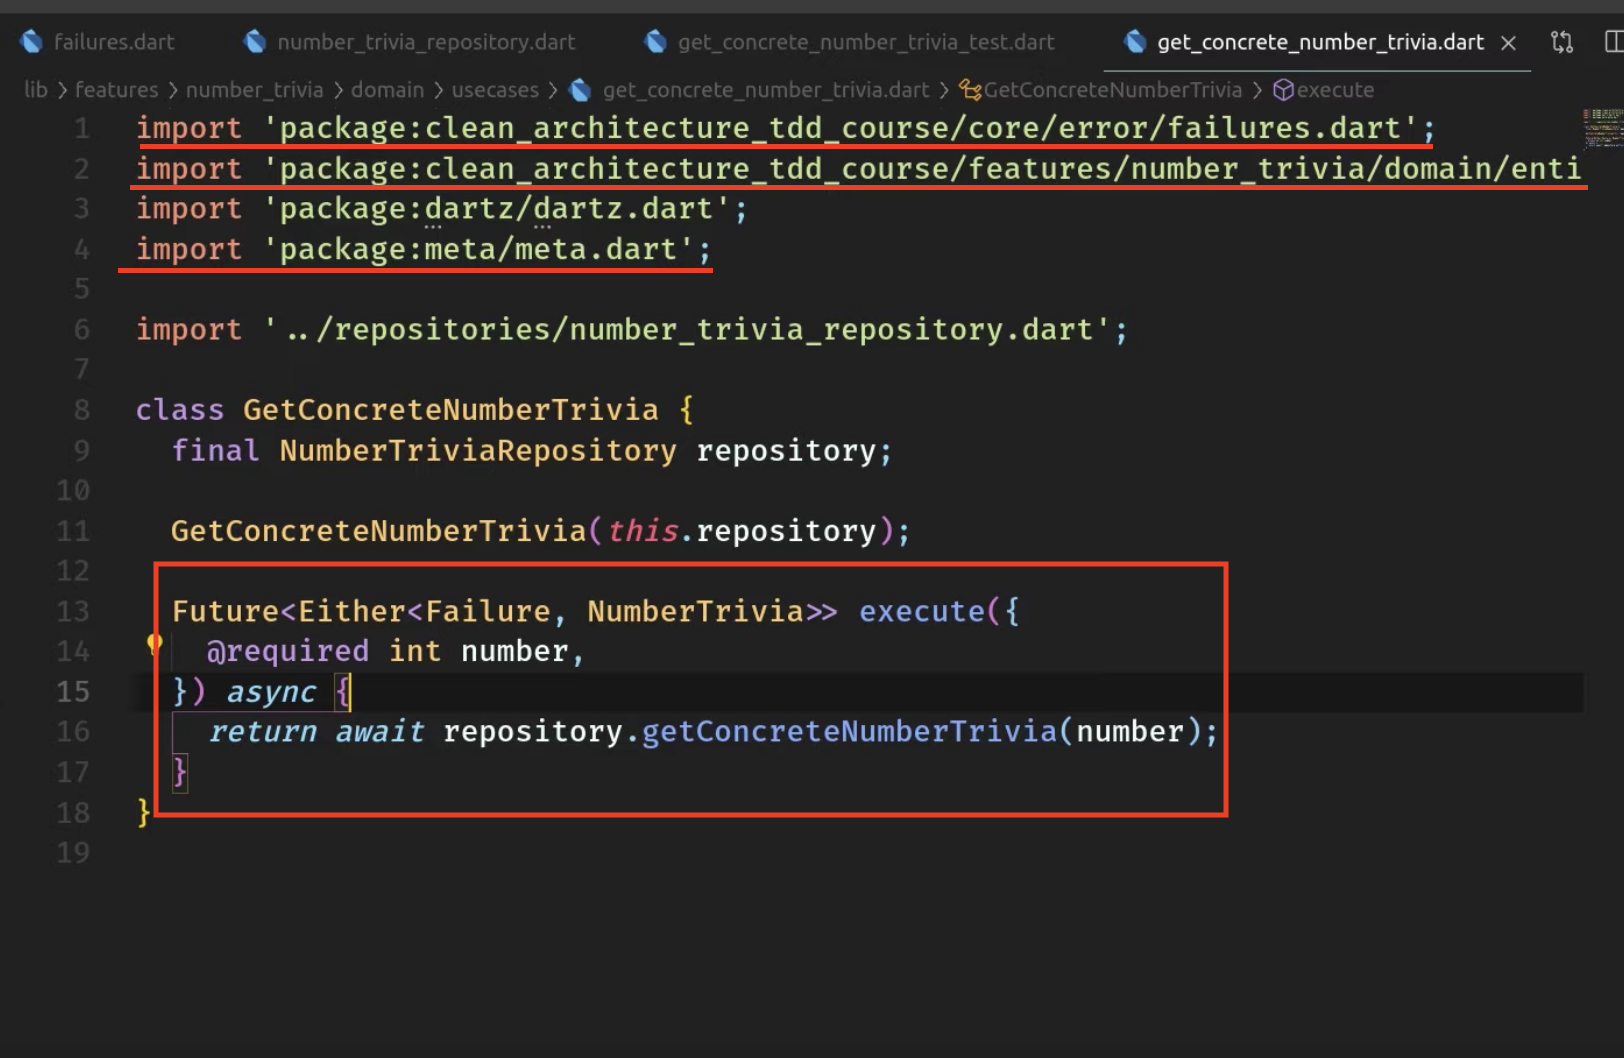 failures.dart number_trivia_repository.dart get_concrete_number_trivia_test.dart get_concrete_number_trivia.dart
lib > features > number_trivia > domain > usecases > get_concrete_number_trivia.dart > GetConcreteNumberTrivia > execute
1 import 'package:clean_architecture_tdd_course/core/error/failures.dart';
2 import 'package:clean_architecture_tdd_course/features/number_trivia/domain/enti
3 import 'package:dartz/dartz.dart';
4 import 'package:meta/meta.dart';
5
6 import '../repositories/number_trivia_repository.dart';
7
8 class GetConcreteNumberTrivia {
9 final NumberTriviaRepository repository;
10
11 GetConcreteNumberTrivia(this.repository);
12
13 Future<Either<Failure, NumberTrivia>> execute({
14 @required int number,
15 }) async {
16 return await repository.getConcreteNumberTrivia(number);
17 }
18 }
19